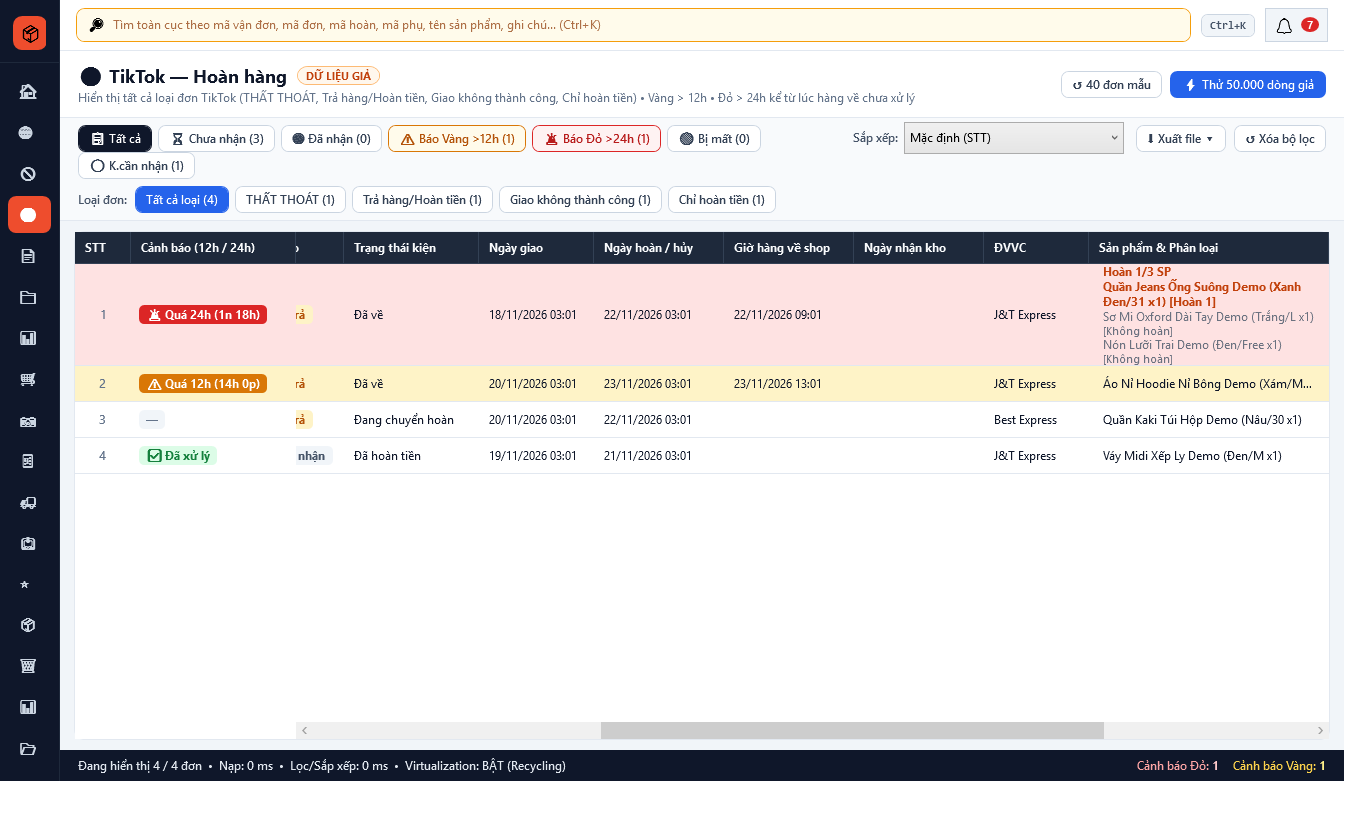 Tìm toàn cục theo mã vận đơn, mã đơn, mã hoàn, mã phụ, tên sản phẩm, ghi chú... (Ctrl+K)
Ctrl+K
7
TikTok — Hoàn hàng
DỮ LIỆU GIẢ
Hiển thị tất cả loại đơn TikTok (THẤT THOÁT, Trả hàng/Hoàn tiền, Giao không thành công, Chỉ hoàn tiền) • Vàng > 12h • Đỏ > 24h kể từ lúc hàng về chưa xử lý
↺ 40 đơn mẫu
Thử 50.000 dòng giả
Tất cả
Chưa nhận (3)
Đã nhận (0)
Báo Vàng >12h (1)
Báo Đỏ >24h (1)
Bị mất (0)
K.cần nhận (1)
Sắp xếp:
Mặc định (STT)
⬇ Xuất file ▾
↺ Xóa bộ lọc
Loại đơn:
Tất cả loại (4)
THẤT THOÁT (1)
Trả hàng/Hoàn tiền (1)
Giao không thành công (1)
Chỉ hoàn tiền (1)
STT
Cảnh báo (12h / 24h)
Trạng thái kiện
Ngày giao
Ngày hoàn / hủy
Giờ hàng về shop
Ngày nhận kho
ĐVVC
Sản phẩm & Phân loại
1
Quá 24h (1n 18h)
rả
Đã về
18/11/2026 03:01
22/11/2026 03:01
22/11/2026 09:01
J&T Express
Hoàn 1/3 SP
Quần Jeans Ống Suông Demo (Xanh
Đen/31 x1) [Hoàn 1]
Sơ Mi Oxford Dài Tay Demo (Trắng/L x1)
[Không hoàn]
Nón Lưỡi Trai Demo (Đen/Free x1)
[Không hoàn]
2
Quá 12h (14h 0p)
rả
Đã về
20/11/2026 03:01
23/11/2026 03:01
23/11/2026 13:01
J&T Express
Áo Nỉ Hoodie Nỉ Bông Demo (Xám/M...
3
—
rả
Đang chuyển hoàn
20/11/2026 03:01
22/11/2026 03:01
Best Express
Quần Kaki Túi Hộp Demo (Nâu/30 x1)
4
Đã xử lý
nhận
Đã hoàn tiền
19/11/2026 03:01
21/11/2026 03:01
J&T Express
Váy Midi Xếp Ly Demo (Đen/M x1)
Đang hiển thị 4 / 4 đơn • Nạp: 0 ms • Lọc/Sắp xếp: 0 ms • Virtualization: BẬT (Recycling)
Cảnh báo Đỏ: 1
Cảnh báo Vàng: 1